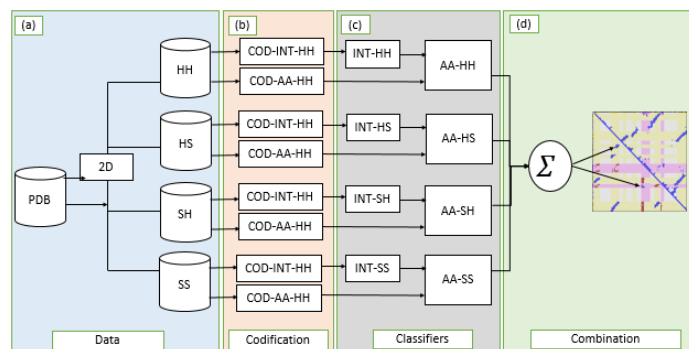 (a)
(b)
(c)
(d)
HH
COD-INT-HH
INT-HH
AA-HH
COD-AA-HH
HS
COD-INT-HH
INT-HS
AA-HS
COD-AA-HH
2D
PDB
Σ
SH
COD-INT-HH
INT-SH
AA-SH
COD-AA-HH
SS
COD-INT-HH
INT-SS
AA-SS
COD-AA-HH
Data
Codification
Classifiers
Combination